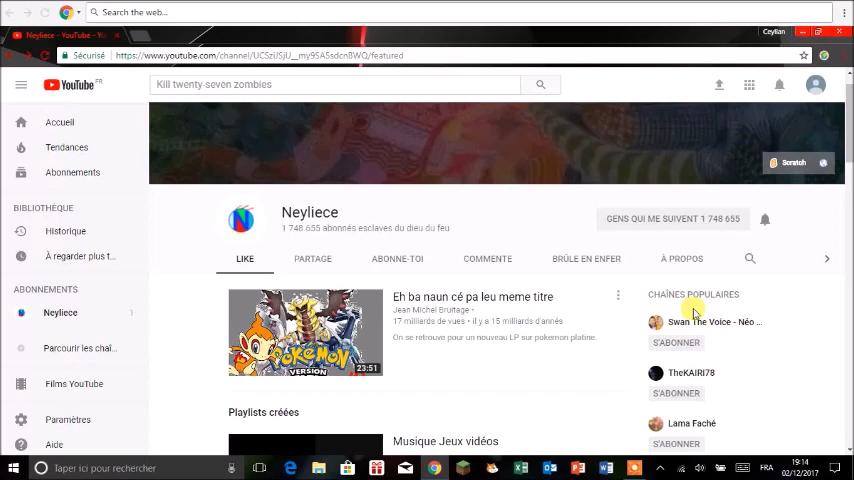 Search the web...
Neyliece - YouTube - Yo
Ceylian
Sécurisé
https://www.youtube.com/channel/UCSziJSjU__my9SA5sdcnBWQ/featured
YouTube FR
Kill twenty-seven zombies
Accueil
Tendances
Abonnements
BIBLIOTHÈQUE
Historique
À regarder plus t...
ABONNEMENTS
Neyliece 1
Parcourir les chaî...
Films YouTube
Paramètres
Aide
Scratch
Neyliece
1 748 655 abonnés esclaves du dieu du feu
GENS QUI ME SUIVENT 1 748 655
LIKE PARTAGE ABONNE-TOI COMMENTE BRÛLE EN ENFER À PROPOS
POKÉMON
VERSION
23:51
Eh ba naun cé pa leu meme titre
Jean Michel Bruitage •
17 milliards de vues • il y a 15 milliards d'annés
On se retrouve pour un nouveau LP sur pokemon platine.
CHAÎNES POPULAIRES
Swan The Voice - Néo ...
S'ABONNER
TheKAIRI78
S'ABONNER
Lama Faché
S'ABONNER
Playlists créées
Musique Jeux vidéos
Taper ici pour rechercher
FRA
19:14
02/12/2017